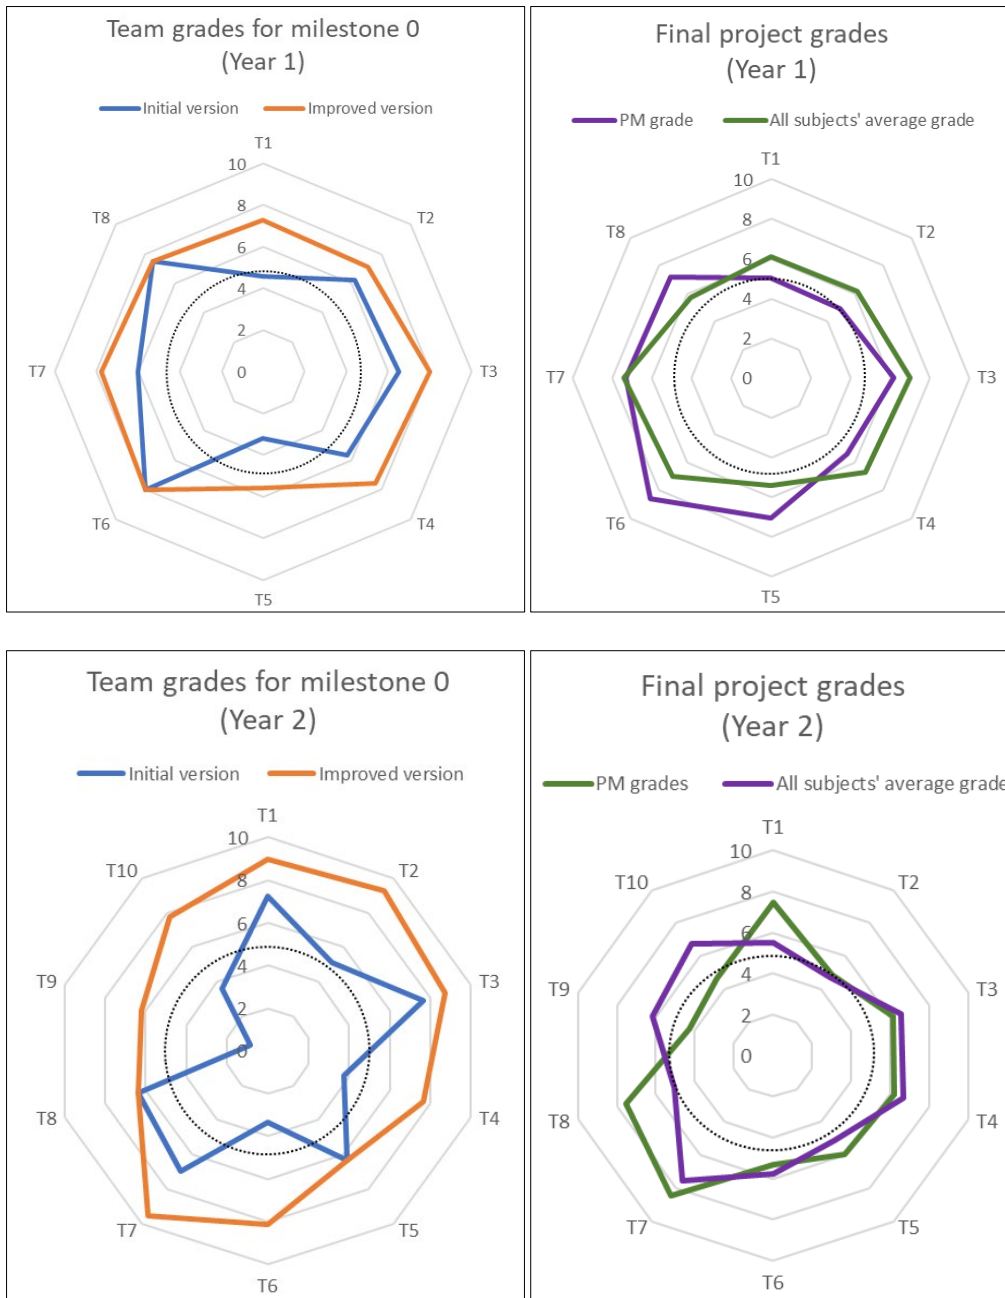 Team grades for milestone 0
(Year 1)
Initial version Improved version
T1
10
8
6
4
2
0
T2
T3
T4
T5
T6
T7
T8
Final project grades
(Year 1)
PM grade All subjects' average grade
T1
10
8
6
4
2
0
T2
T3
T4
T5
T6
T7
T8
Team grades for milestone 0
(Year 2)
Initial version Improved version
T1
10
8
6
4
2
0
T2
T3
T4
T5
T6
T7
T8
T9
T10
Final project grades
(Year 2)
PM grades All subjects' average grade
T1
10
8
6
4
2
0
T2
T3
T4
T5
T6
T7
T8
T9
T10